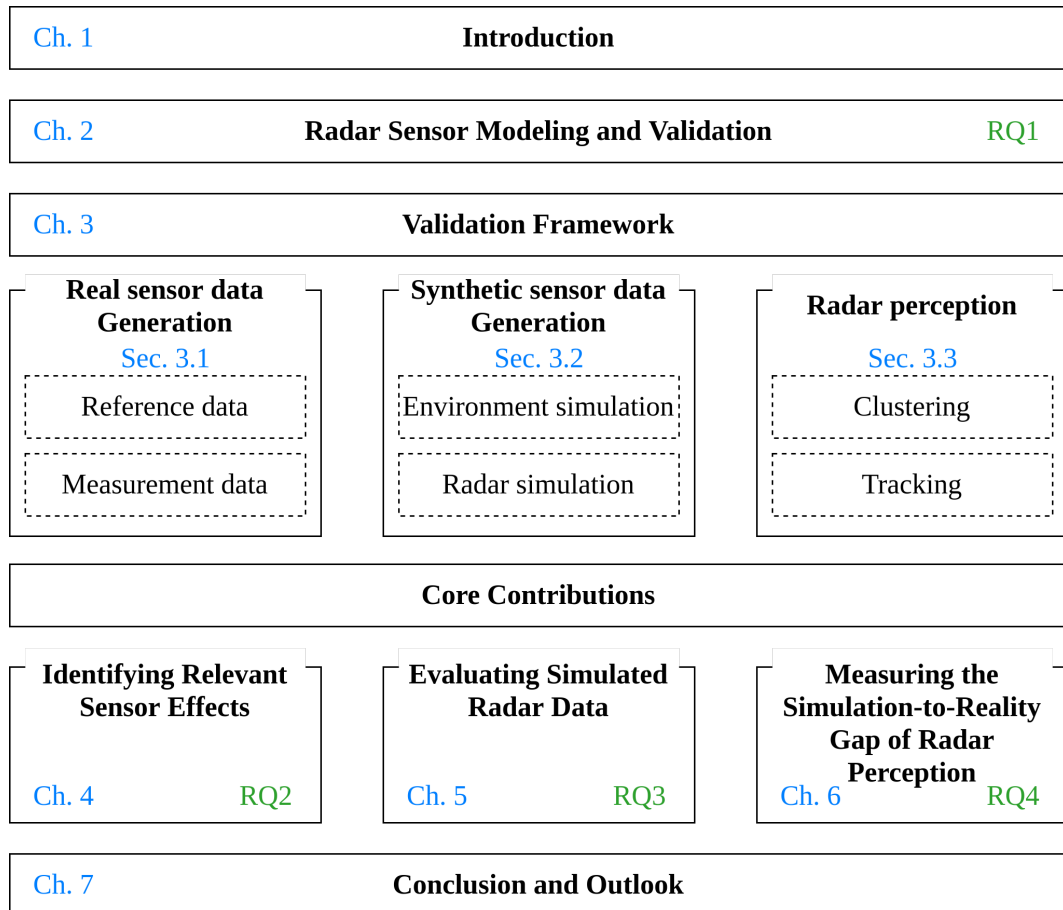 Ch. 1 Introduction
Ch. 2 Radar Sensor Modeling and Validation RQ1
Ch. 3 Validation Framework
Real sensor data
Generation
Sec. 3.1
Reference data
Measurement data
Synthetic sensor data
Generation
Sec. 3.2
Environment simulation
Radar simulation
Radar perception
Sec. 3.3
Clustering
Tracking
Core Contributions
Identifying Relevant
Sensor Effects
Ch. 4 RQ2
Evaluating Simulated
Radar Data
Ch. 5 RQ3
Measuring the
Simulation-to-Reality
Gap of Radar
Perception
Ch. 6 RQ4
Ch. 7 Conclusion and Outlook